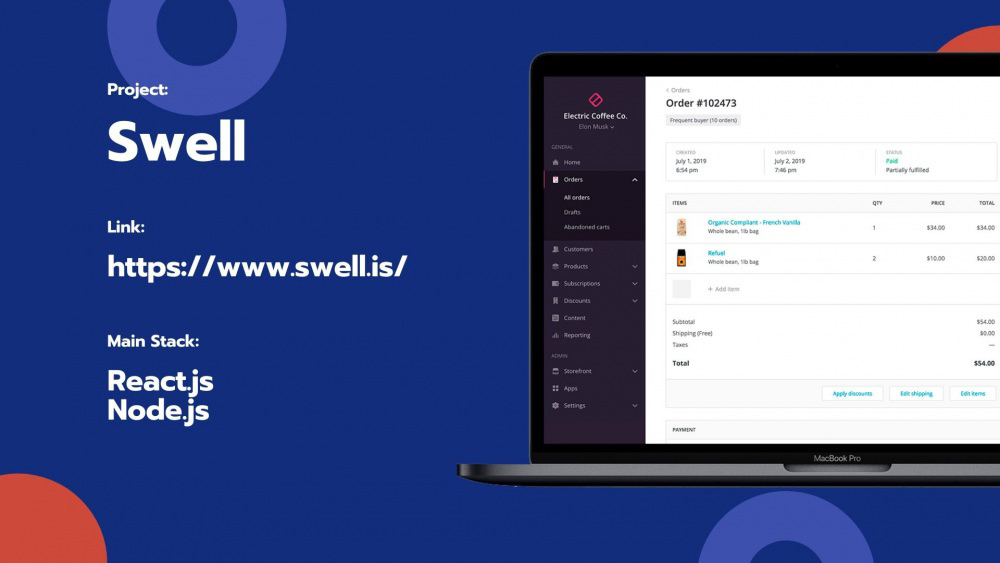 Project:
Swell
Link:
https://www.swell.is/
Main Stack:
React.js
Node.js
Electric Coffee Co.
Elon Musk
GENERAL
Home
Orders
All orders
Drafts
Abandoned carts
Customers
Products
Subscriptions
Discounts
Content
Reporting
ADMIN
Storefront
Apps
Settings
< Orders
Order #102473
Frequent buyer (10 orders)
CREATED UPDATED STATUS
July 1, 2019 July 2, 2019 Paid
6:54 pm 7:46 pm Partially fulfilled
ITEMS QTY PRICE TOTAL
Organic Compliant - French Vanilla 1 $34.00 $34.00
Whole bean, 1lb bag
Refuel 2 $10.00 $20.00
Whole bean, 1lb bag
+ Add item
Subtotal $54.00
Shipping (Free) $0.00
Taxes —
Total $54.00
Apply discounts Edit shipping Edit items
PAYMENT
MacBook Pro